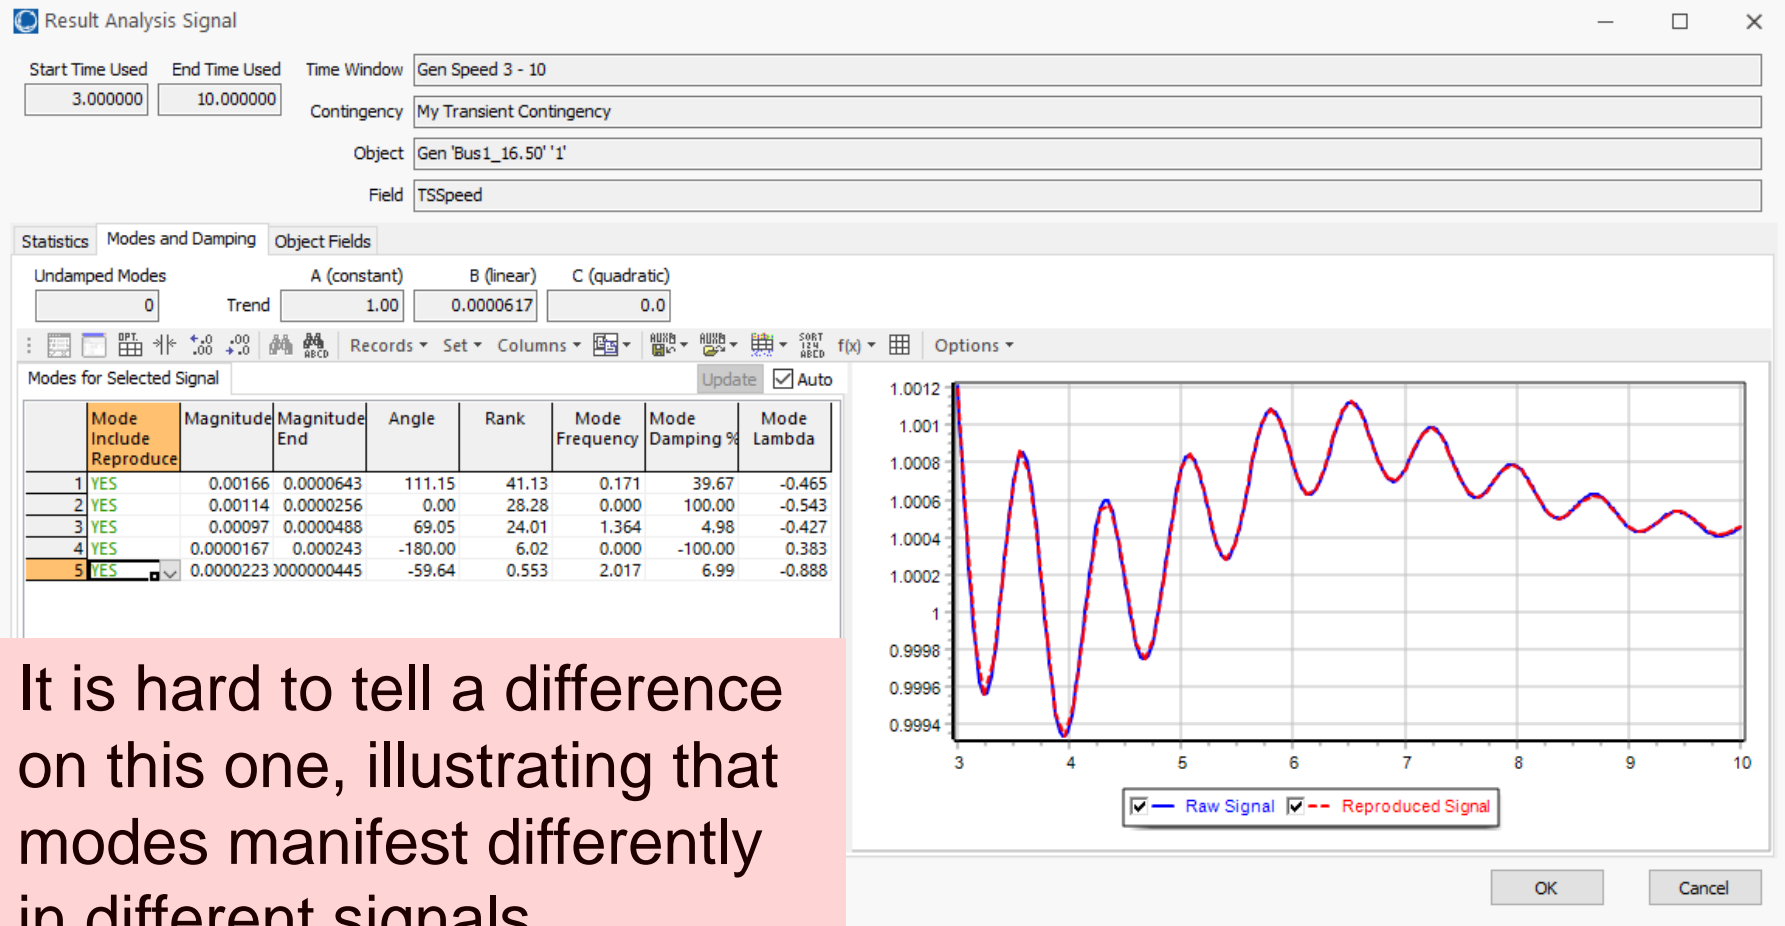 Result Analysis Signal
Start Time Used End Time Used Time Window Gen Speed 3 - 10
3.000000 10.000000
Contingency My Transient Contingency
Object Gen 'Bus1_16.50' '1'
Field TSSpeed
Statistics Modes and Damping Object Fields
Undamped Modes A (constant) B (linear) C (quadratic)
0 Trend 1.00 0.0000617 0.0
Records Set Columns SORT 124 ABCD f(x) Options
Modes for Selected Signal Update Auto
Mode Include Reproduce Magnitude Magnitude End Angle Rank Mode Frequency Mode Damping % Mode Lambda
1 YES 0.00166 0.0000643 111.15 41.13 0.171 39.67 -0.465
2 YES 0.00114 0.0000256 0.00 28.28 0.000 100.00 -0.543
3 YES 0.00097 0.0000488 69.05 24.01 1.364 4.98 -0.427
4 YES 0.0000167 0.000243 -180.00 6.02 0.000 -100.00 0.383
5 YES 0.0000223 0000000445 -59.64 0.553 2.017 6.99 -0.888
It is hard to tell a difference
on this one, illustrating that
modes manifest differently
in different signals
1.0012
1.001
1.0008
1.0006
1.0004
1.0002
1
0.9998
0.9996
0.9994
3 4 5 6 7 8 9 10
Raw Signal Reproduced Signal
OK Cancel